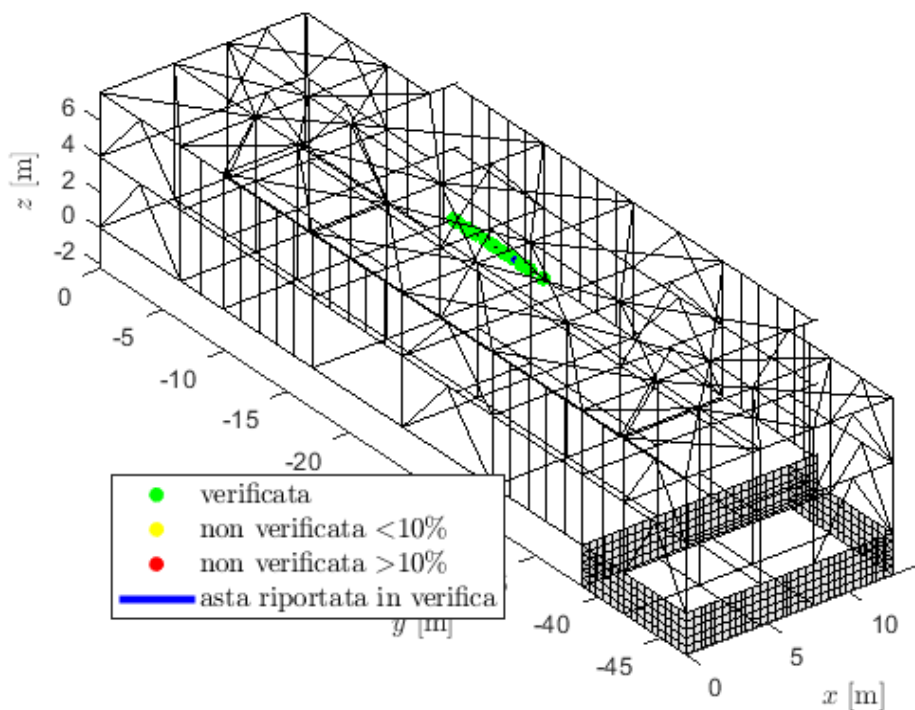 6
4
2
0
-2
z [m]
0
-5
-10
-15
-20
verificata
non verificata <10%
non verificata >10%
asta riportata in verifica
y [m]
-40
-45
0
5
10
x [m]